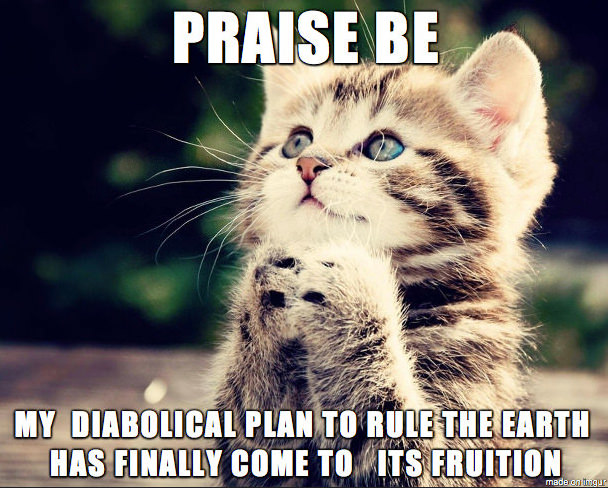 PRAISE BE
MY DIABOLICAL PLAN TO RULE THE EARTH
HAS FINALLY COME TO ITS FRUITION
made on imgur